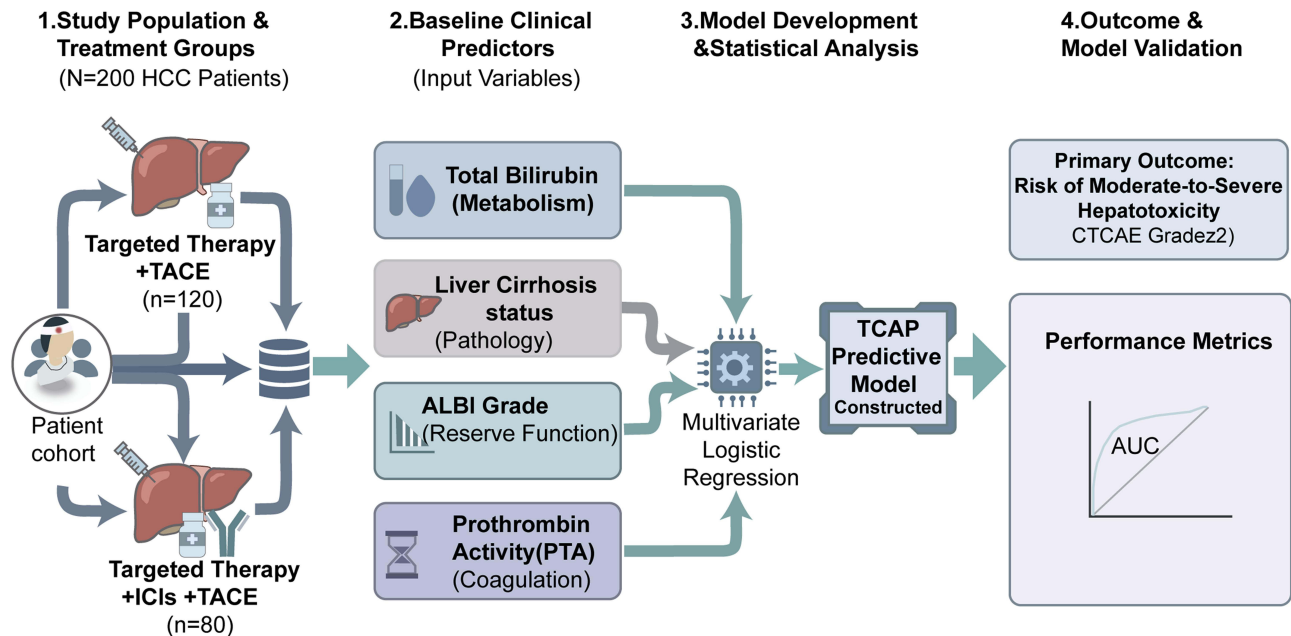 1.Study Population &
Treatment Groups
(N=200 HCC Patients)
Targeted Therapy
+TACE
(n=120)
Patient
cohort
Targeted Therapy
+ICIs +TACE
(n=80)
2.Baseline Clinical
Predictors
(Input Variables)
Total Bilirubin
(Metabolism)
Liver Cirrhosis
status
(Pathology)
ALBI Grade
(Reserve Function)
Prothrombin
Activity(PTA)
(Coagulation)
3.Model Development
&Statistical Analysis
Multivariate
Logistic
Regression
TCAP
Predictive
Model
Constructed
4.Outcome &
Model Validation
Primary Outcome:
Risk of Moderate-to-Severe
Hepatotoxicity
CTCAE Gradez2)
Performance Metrics
AUC